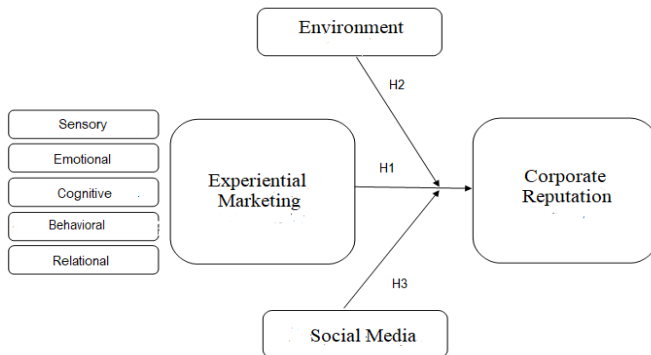 Environment
H2
Sensory
Emotional
Cognitive
Behavioral
Relational
Experiential
Marketing
H1
Corporate
Reputation
H3
Social Media